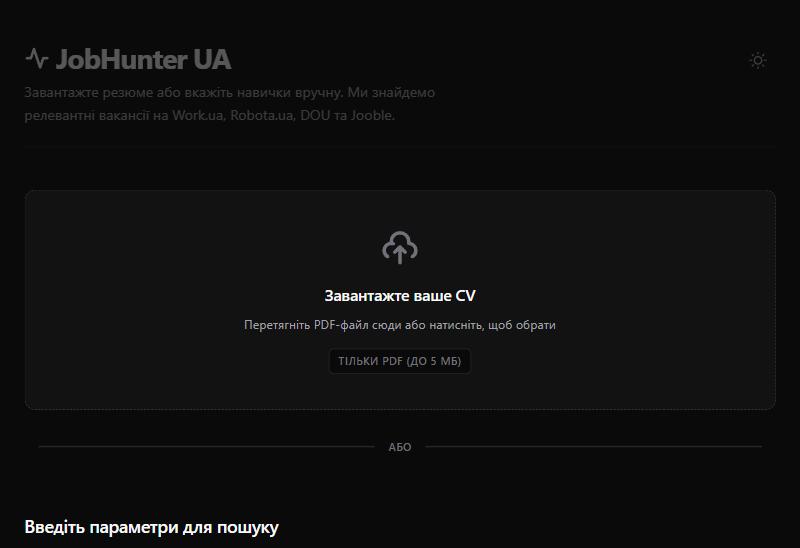 JobHunter UA
Завантажте резюме або вкажіть навички вручну. Ми знайдемо
релевантні вакансії на Work.ua, Robota.ua, DOU та Jooble.
Завантажте ваше CV
Перетягніть PDF-файл сюди або натисніть, щоб обрати
ТІЛЬКИ PDF (ДО 5 МБ)
АБО
Введіть параметри для пошуку